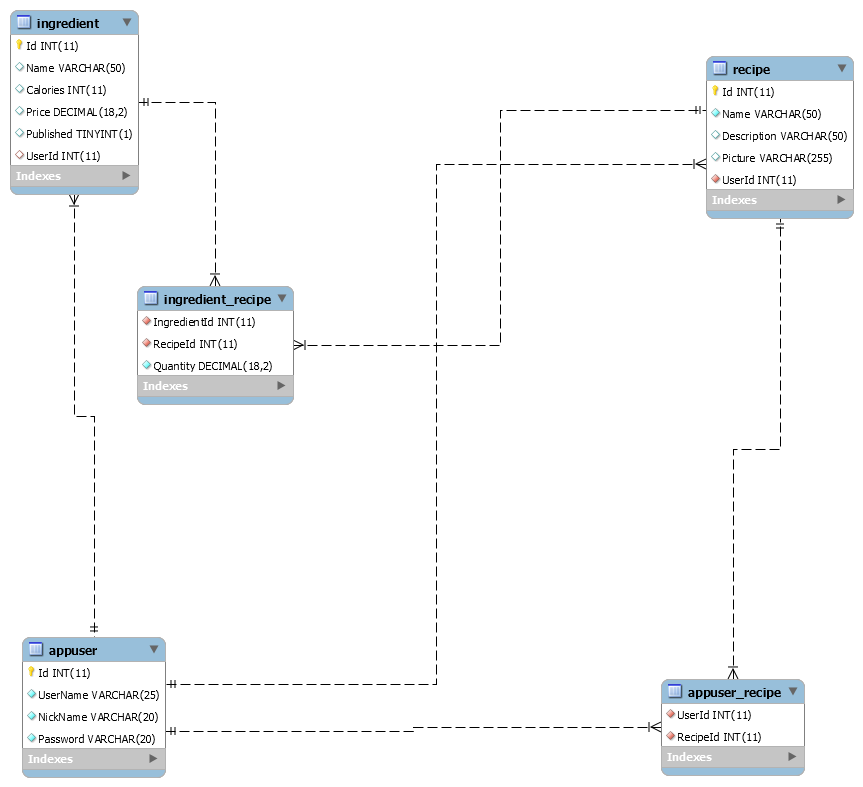 ingredient
Id INT(11)
Name VARCHAR(50)
Calories INT(11)
Price DECIMAL(18,2)
Published TINYINT(1)
UserId INT(11)
Indexes
recipe
Id INT(11)
Name VARCHAR(50)
Description VARCHAR(50)
Picture VARCHAR(255)
UserId INT(11)
Indexes
ingredient_recipe
IngredientId INT(11)
RecipeId INT(11)
Quantity DECIMAL(18,2)
Indexes
appuser
Id INT(11)
UserName VARCHAR(25)
NickName VARCHAR(20)
Password VARCHAR(20)
Indexes
appuser_recipe
UserId INT(11)
RecipeId INT(11)
Indexes